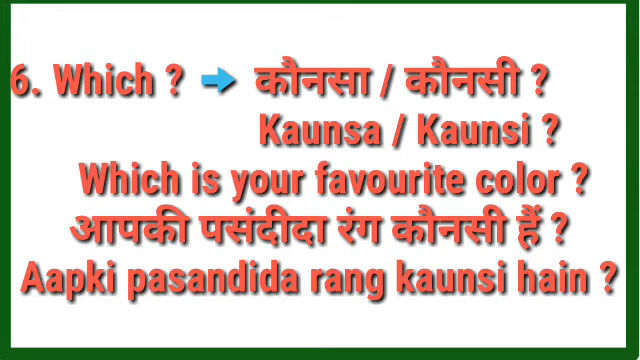 6. Which ? ➡ कौनसा / कौनसी ?
Kaunsa / Kaunsi ?
Which is your favourite color ?
आपकी पसंदीदा रंग कौनसी हैं ?
Aapki pasandida rang kaunsi hain ?